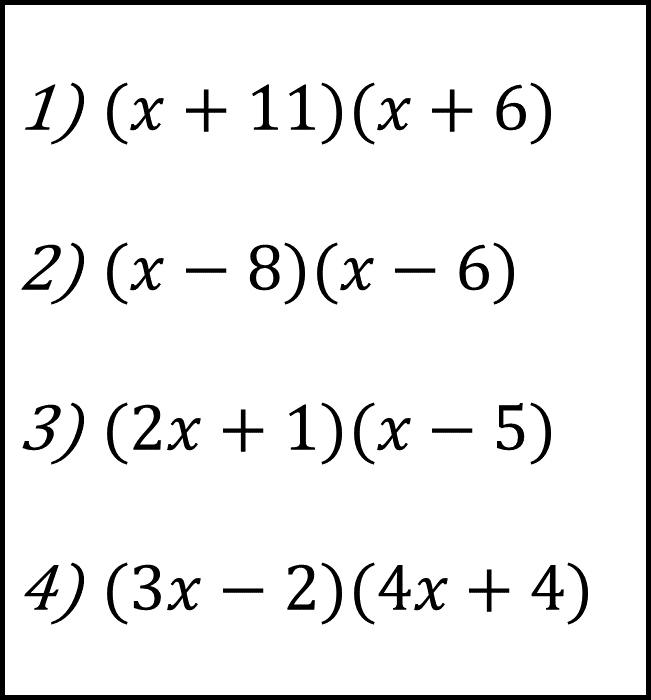 1) (x + 11)(x + 6)
2) (x − 8)(x − 6)
3) (2x + 1)(x − 5)
4) (3x − 2)(4x + 4)